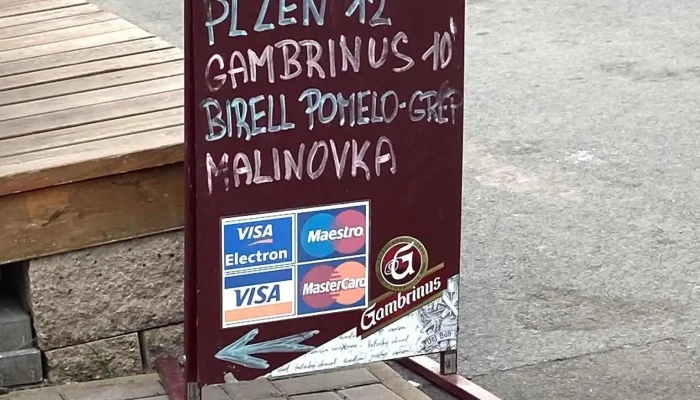 PLZEŇ 12°
GAMBRINUS 10°
BIRELL POMELO-GREP
MALINOVKA
VISA
Electron
Maestro
VISA
MasterCard
G
Gambrinus